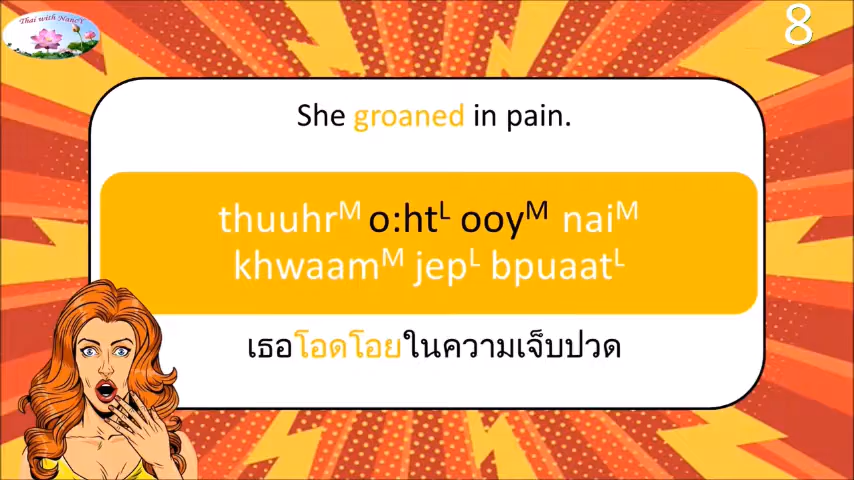 Thai with Nancy
8
She groaned in pain.
thuuhrᴹ o:htᴸ ooyᴹ naiᴹ
khwaamᴹ jepᴸ bpuaatᴸ
เธอโอดโอยในความเจ็บปวด